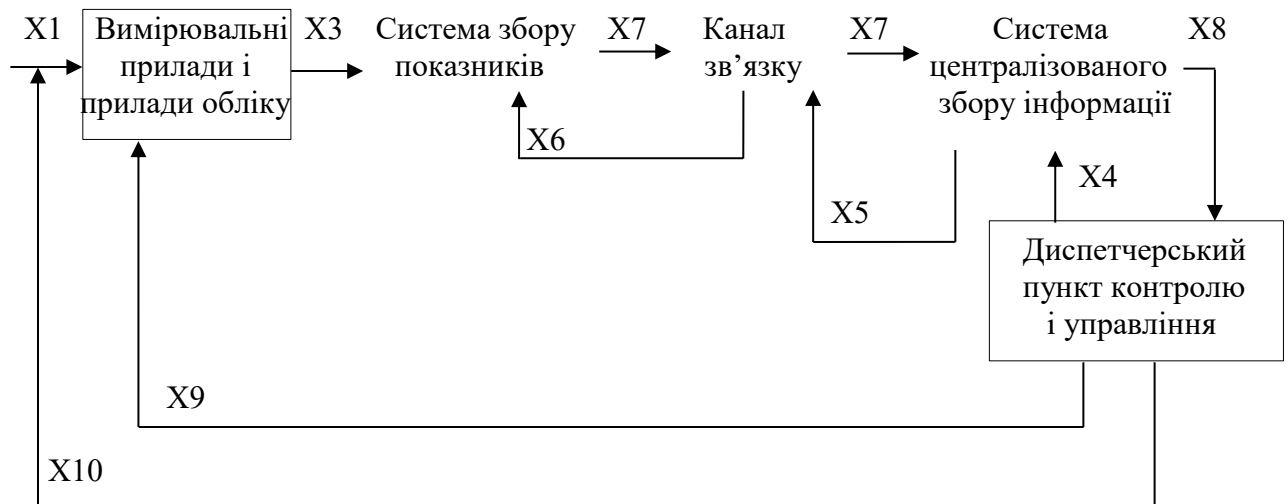 X1
Вимірювальні
прилади і
прилади обліку
X3
Система збору
показників
X7
Канал
зв’язку
X7
Система
централізованого
збору інформації
X8
X6
X5
X4
Диспетчерський
пункт контролю
і управління
X9
X10